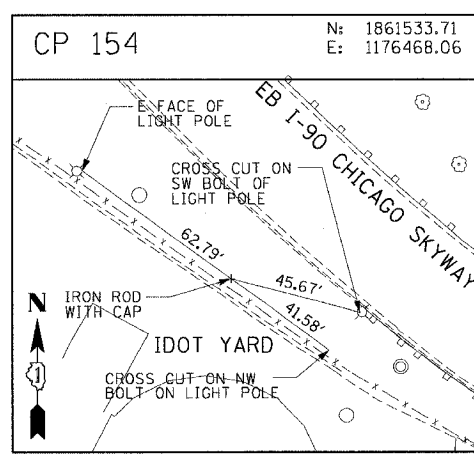 CP 154
N: 1861533.71
E: 1176468.06
E FACE OF
LIGHT POLE
EB I-90 CHICAGO SKYWAY
CROSS CUT ON
SW BOLT OF
LIGHT POLE
62.79'
45.67'
41.58'
IRON ROD
WITH CAP
N
1
IDOT YARD
CROSS CUT ON NW
BOLT ON LIGHT POLE